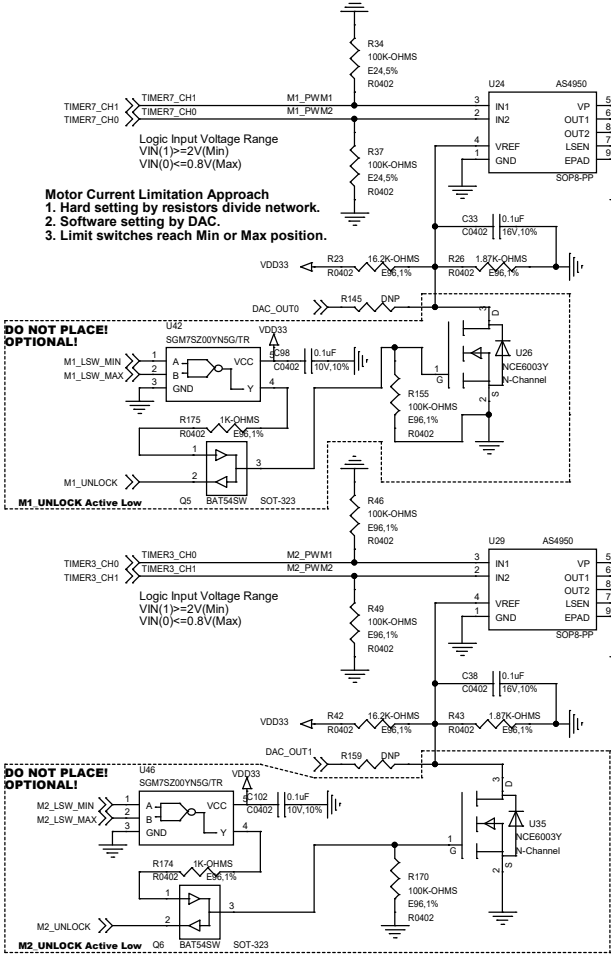 R34
100K-OHMS
E24,5%
R0402
U24 AS4950
TIMER7_CH1 TIMER7_CH1 M1_PWM1 3 IN1 VP 5
TIMER7_CH0 TIMER7_CH0 M1_PWM2 2 IN2 OUT1 6
OUT2 8
4 VREF LSEN 7
1 GND EPAD 9
SOP8-PP
Logic Input Voltage Range
VIN(1)>=2V(Min)
VIN(0)<=0.8V(Max)
R37
100K-OHMS
E24,5%
R0402
Motor Current Limitation Approach
1. Hard setting by resistors divide network.
2. Software setting by DAC.
3. Limit switches reach Min or Max position.
C33 0.1uF
C0402 16V,10%
VDD33 R23 16.2K-OHMS R26 1.87K-OHMS
R0402 E96,1% R0402 E96,1%
DAC_OUT0 R145 DNP
DO NOT PLACE!
OPTIONAL!
U42
SGM7SZ00YN5G/TR
VDD33
M1_LSW_MIN 1 A VCC 5 C98 0.1uF
M1_LSW_MAX 2 B C0402 10V,10%
3 GND Y 4
3 D
1 G
2 S
U26
NCE6003Y
N-Channel
R155
100K-OHMS
E96,1%
R0402
R175 1K-OHMS
R0402 E96,1%
1
3
M1_UNLOCK 2
M1_UNLOCK Active Low Q5 BAT54SW SOT-323
R46
100K-OHMS
E96,1%
R0402
U29 AS4950
TIMER3_CH0 TIMER3_CH0 M2_PWM1 3 IN1 VP 5
TIMER3_CH1 TIMER3_CH1 M2_PWM2 2 IN2 OUT1 6
OUT2 8
4 VREF LSEN 7
1 GND EPAD 9
SOP8-PP
Logic Input Voltage Range
VIN(1)>=2V(Min)
VIN(0)<=0.8V(Max)
R49
100K-OHMS
E96,1%
R0402
C38 0.1uF
C0402 16V,10%
VDD33 R42 16.2K-OHMS R43 1.87K-OHMS
R0402 E96,1% R0402 E96,1%
DAC_OUT1 R159 DNP
DO NOT PLACE!
OPTIONAL!
U46
SGM7SZ00YN5G/TR
VDD33
M2_LSW_MIN 1 A VCC 5 C102 0.1uF
M2_LSW_MAX 2 B C0402 10V,10%
3 GND Y 4
3 D
1 G
2 S
U35
NCE6003Y
N-Channel
R174 1K-OHMS
R0402 E96,1%
R170
100K-OHMS
E96,1%
R0402
1
3
M2_UNLOCK 2
M2_UNLOCK Active Low Q6 BAT54SW SOT-323